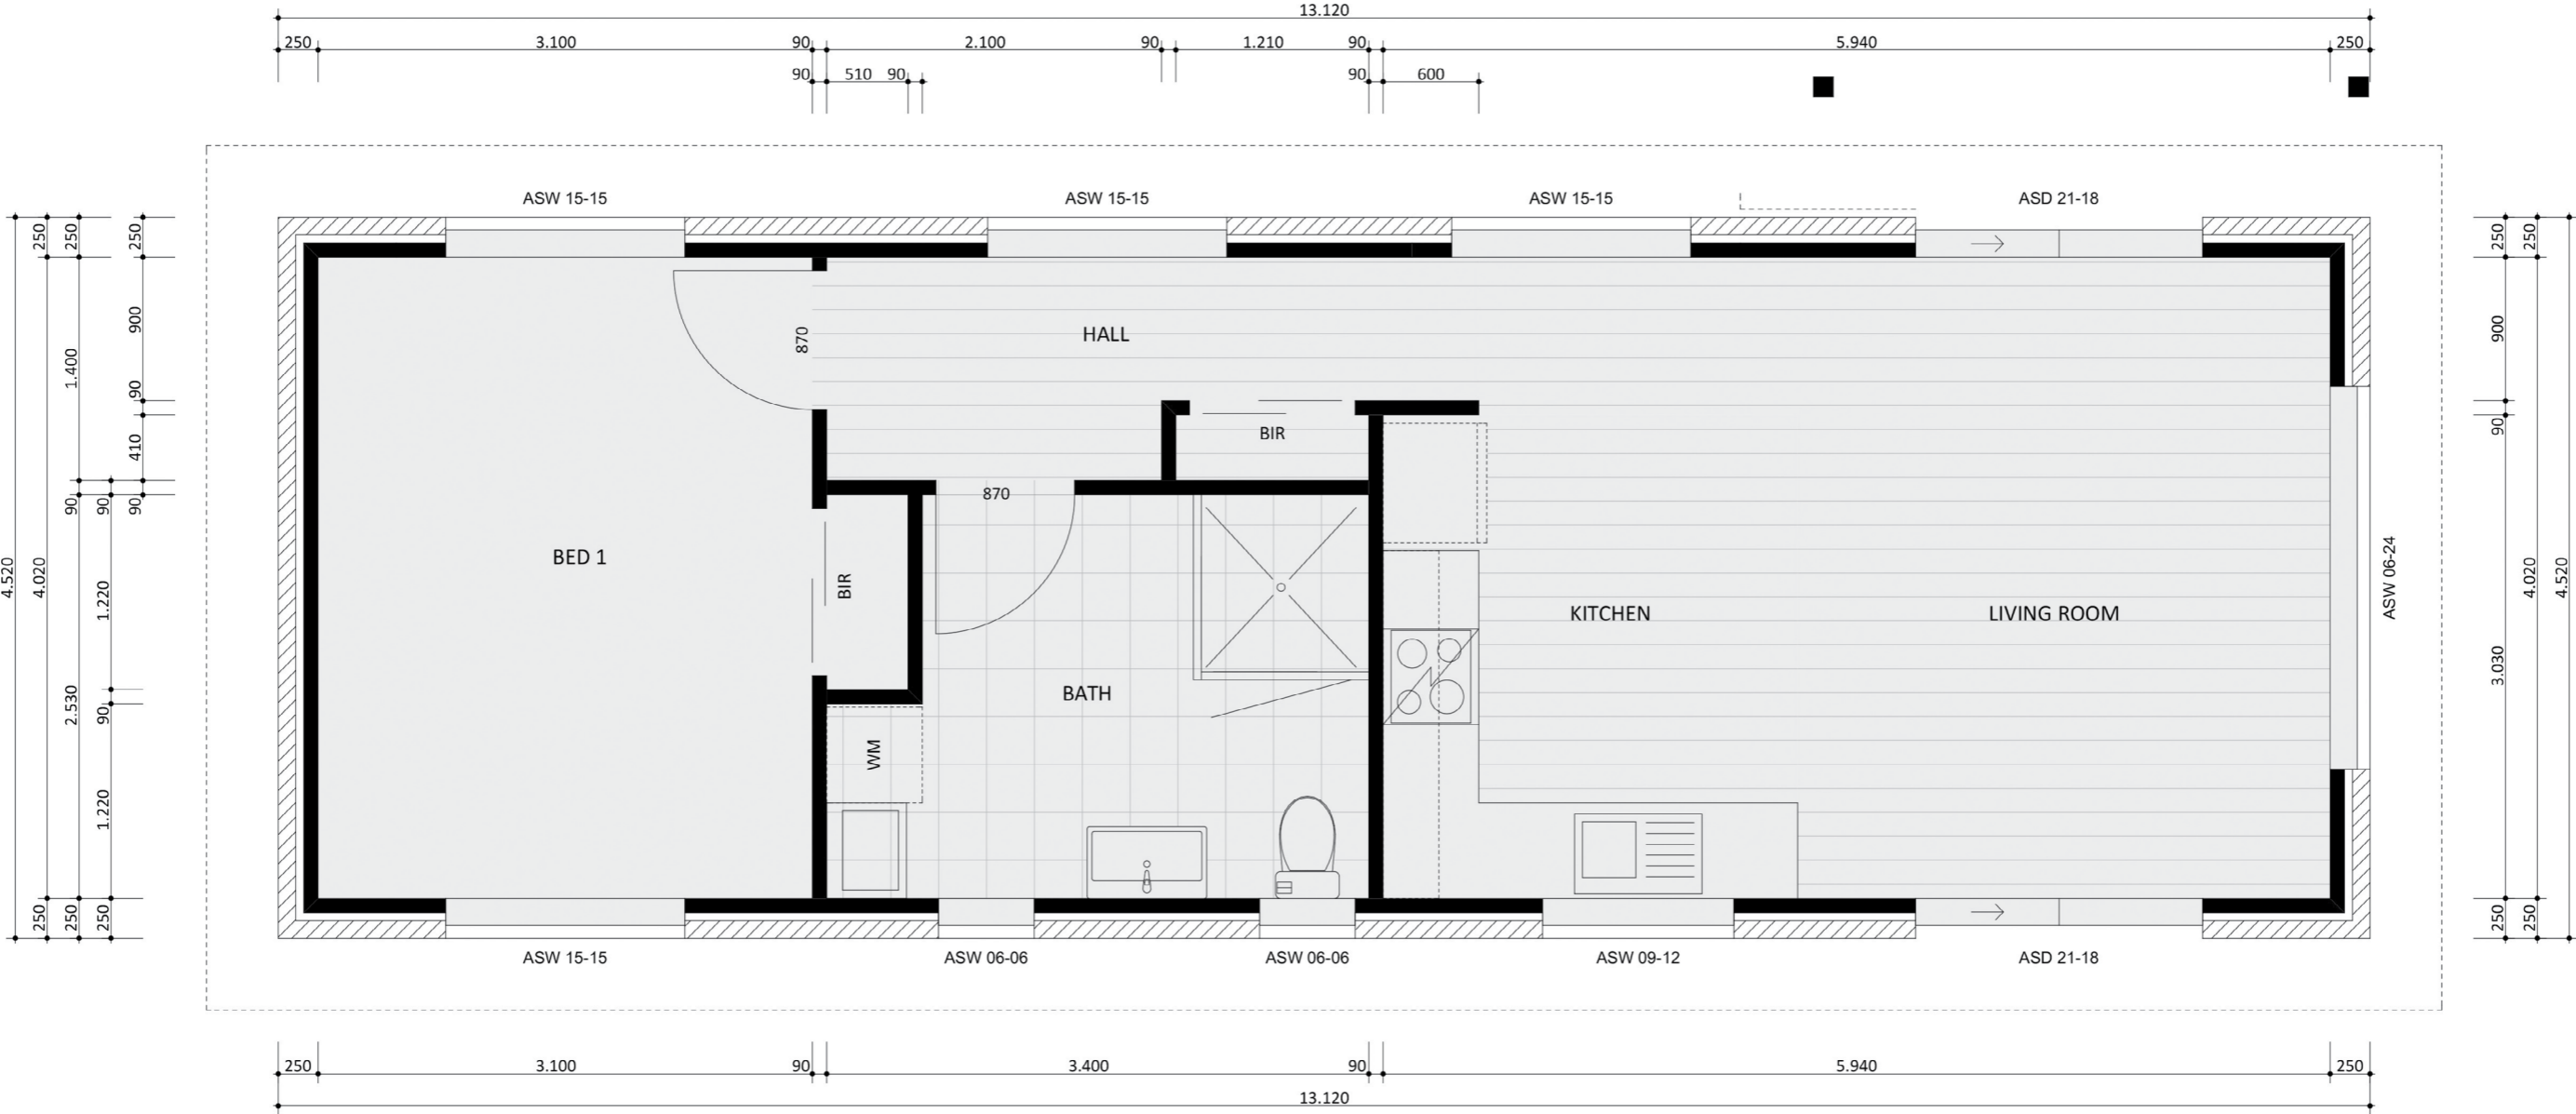 13.120
250 3.100 90 2.100 90 1.210 90 5.940 250
90 510 90 90 600
ASW 15-15 ASW 15-15 ASW 15-15 ASD 21-18
250 250 250 250 250
900 900
HALL
870
1.400
90
BIR 90
410
870
90 90 90
BED 1
4.520 4.020 4.020 4.520
ASW 06-24
BIR
1.220
KITCHEN LIVING ROOM
3.030
BATH
2.530
90
WM
1.220
250 250 250 250 250
ASW 15-15 ASW 06-06 ASW 06-06 ASW 09-12 ASD 21-18
250 3.100 90 3.400 90 5.940 250
13.120